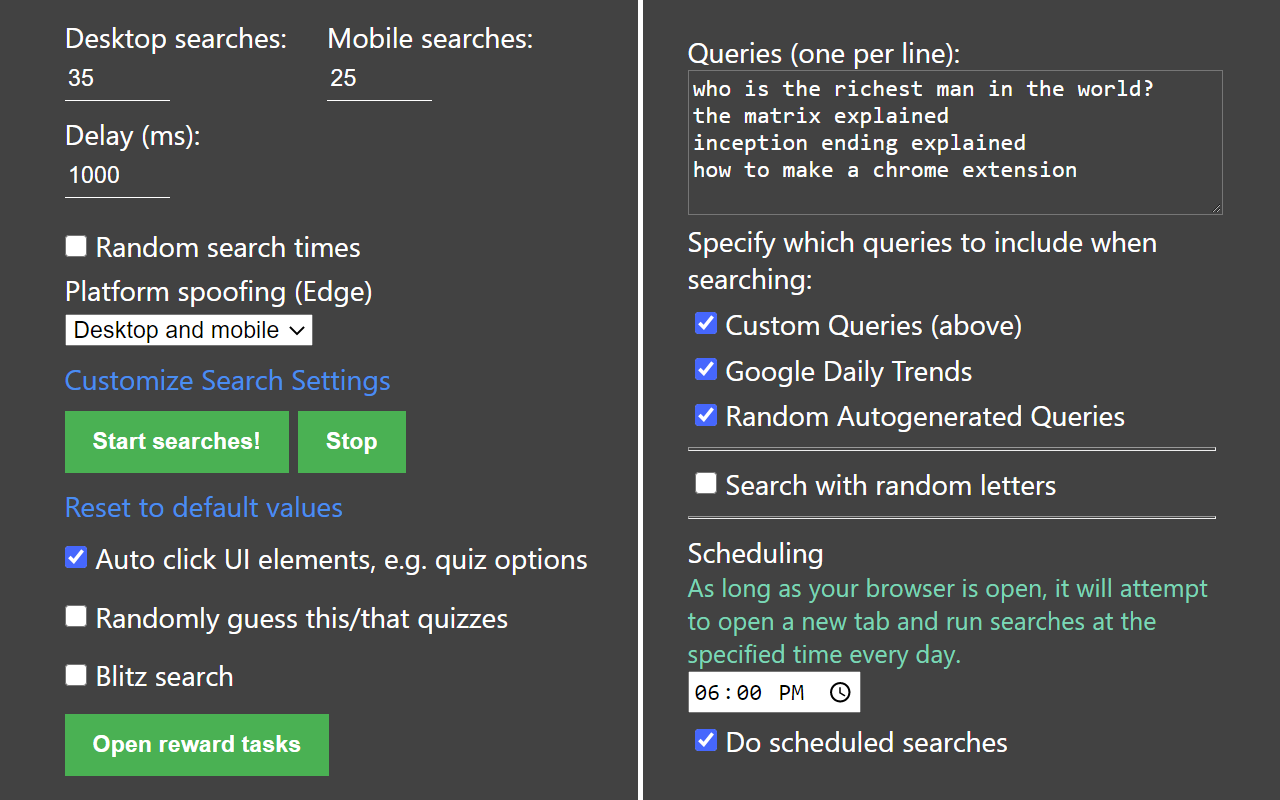 Desktop searches:
Mobile searches:
35
25
Delay (ms):
1000
Random search times
Platform spoofing (Edge)
Desktop and mobile
Customize Search Settings
Start searches!
Stop
Reset to default values
Auto click UI elements, e.g. quiz options
Randomly guess this/that quizzes
Blitz search
Open reward tasks
Queries (one per line):
who is the richest man in the world?
the matrix explained
inception ending explained
how to make a chrome extension
Specify which queries to include when
searching:
Custom Queries (above)
Google Daily Trends
Random Autogenerated Queries
Search with random letters
Scheduling
As long as your browser is open, it will attempt
to open a new tab and run searches at the
specified time every day.
06:00 PM
Do scheduled searches